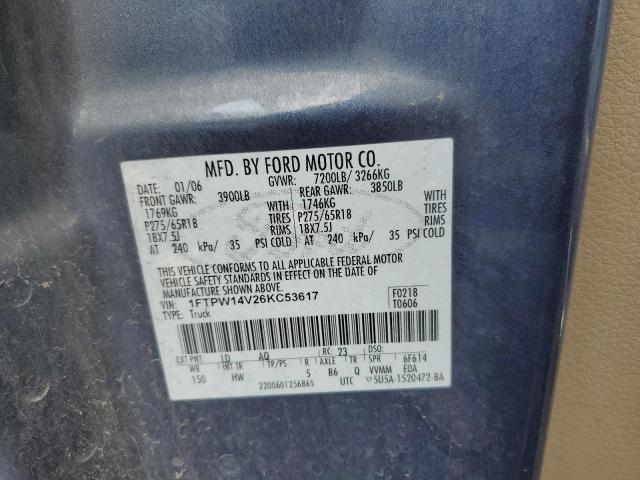 MFD. BY FORD MOTOR CO.
DATE: 01/06 GVWR: 7200LB/ 3266KG
FRONT GAWR: 3900LB REAR GAWR: 3850LB
1769KG WITH 1746KG WITH
P275/65R18 TIRES P275/65R18 TIRES
18X7.5J RIMS 18X7.5J RIMS
AT 240 kPa/ 35 PSI COLD AT 240 kPa/ 35 PSI COLD
THIS VEHICLE CONFORMS TO ALL APPLICABLE FEDERAL MOTOR
VEHICLE SAFETY STANDARDS IN EFFECT ON THE DATE OF
MANUFACTURE SHOWN ABOVE.
VIN: 1FTPW14V26KC53617 F0218
TYPE: Truck T0606
EXT PNT: LD AQ RC: 23 DSO:
WB INT TR TP/PS R AXLE TR SPR 6F614
150 HW 5 B6 Q VVMM EDA
2200601256865 UTC 5U5A-1520472-BA